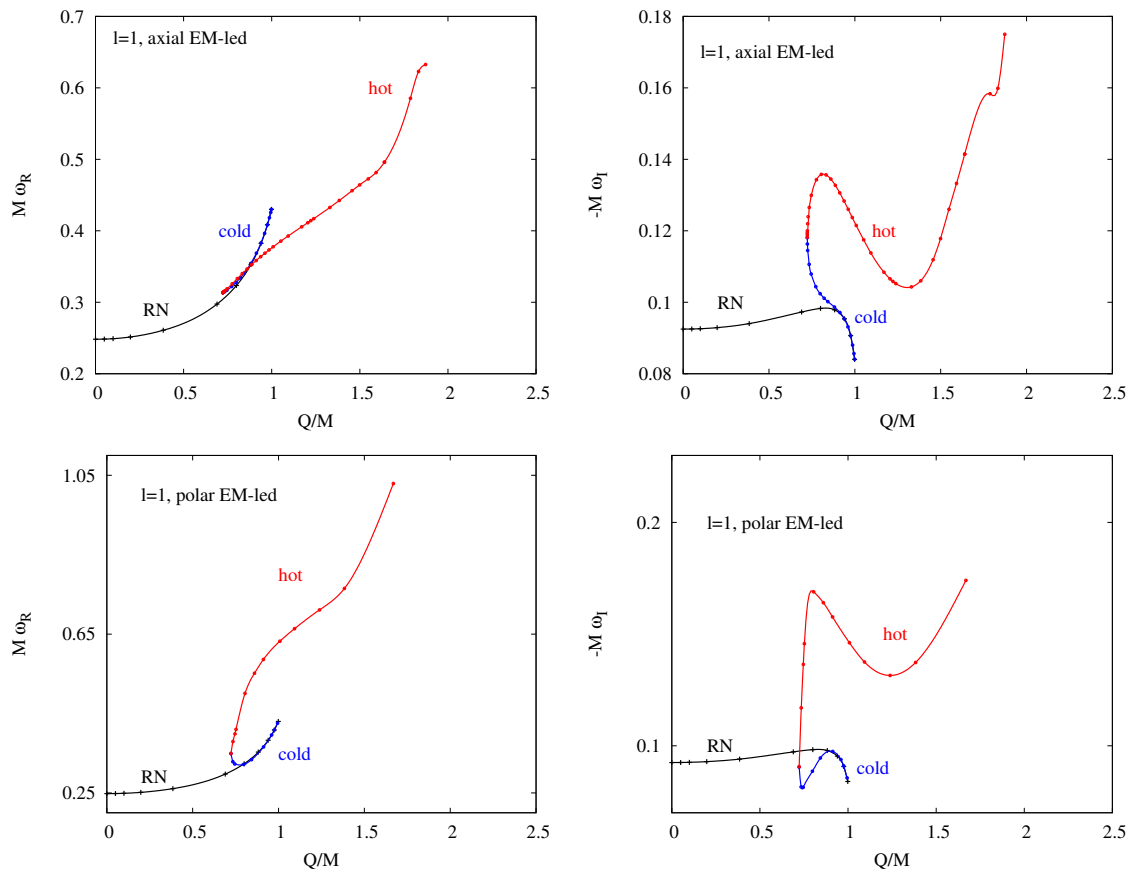 l=1, axial EM-led
hot
cold
RN
M ω_R
0.7
0.6
0.5
0.4
0.3
0.2
0
0.5
1
1.5
2
2.5
Q/M
l=1, axial EM-led
hot
RN
cold
-M ω_I
0.18
0.16
0.14
0.12
0.1
0.08
0
0.5
1
1.5
2
2.5
Q/M
l=1, polar EM-led
hot
RN
cold
M ω_R
1.05
0.65
0.25
0
0.5
1
1.5
2
2.5
Q/M
l=1, polar EM-led
hot
RN
cold
-M ω_I
0.2
0.1
0
0.5
1
1.5
2
2.5
Q/M